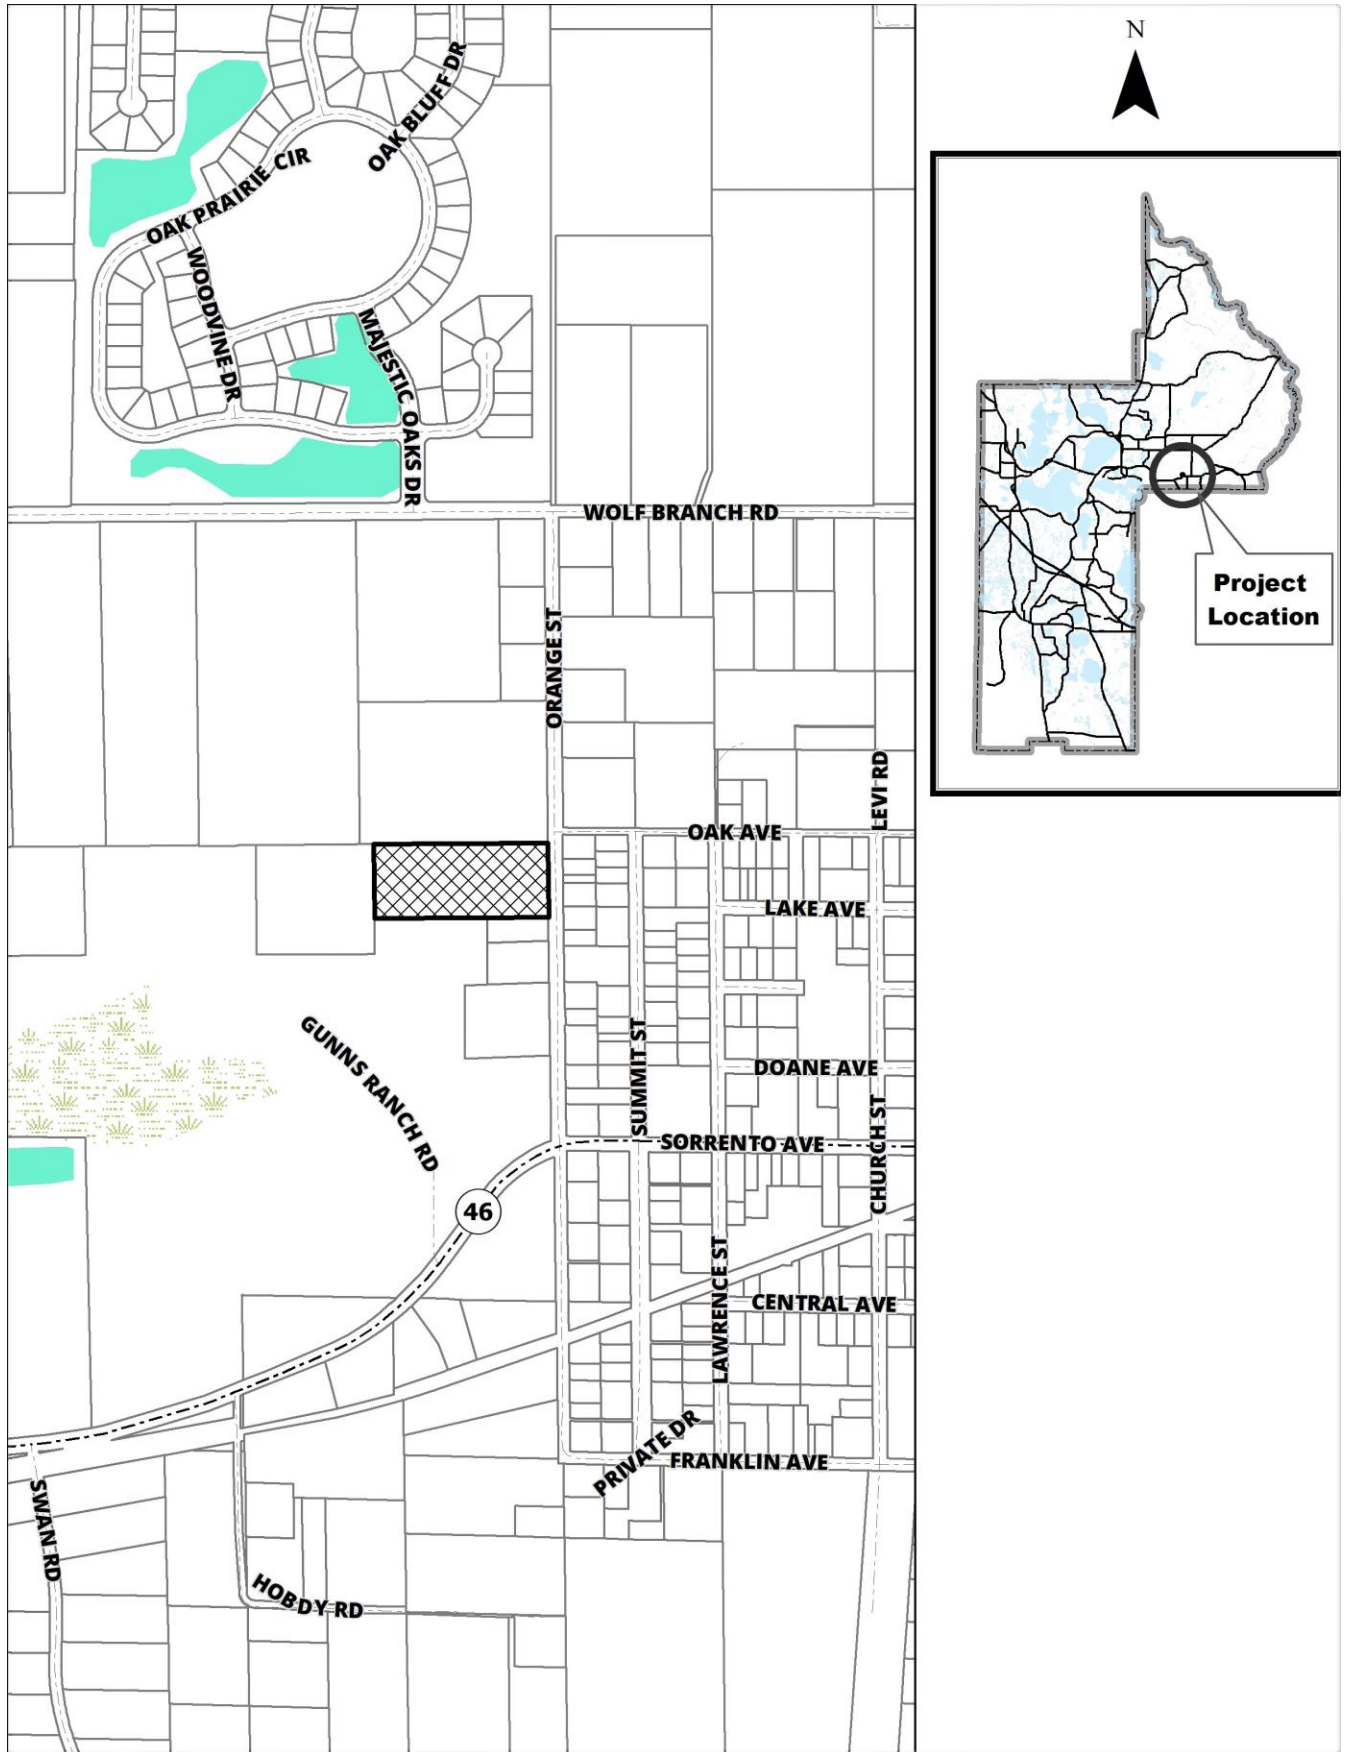 N
OAK BLUFF DR
OAK PRAIRIE CIR
WOODVINE DR
MAJESTIC OAKS DR
WOLF BRANCH RD
Project
Location
ORANGE ST
LEVI RD
OAK AVE
LAKE AVE
GUNNS RANCH RD
SUMMIT ST
DOANE AVE
CHURCH ST
SORRENTO AVE
46
LAWRENCE ST
CENTRAL AVE
PRIVATE DR
FRANKLIN AVE
SWAN RD
HOBDY RD